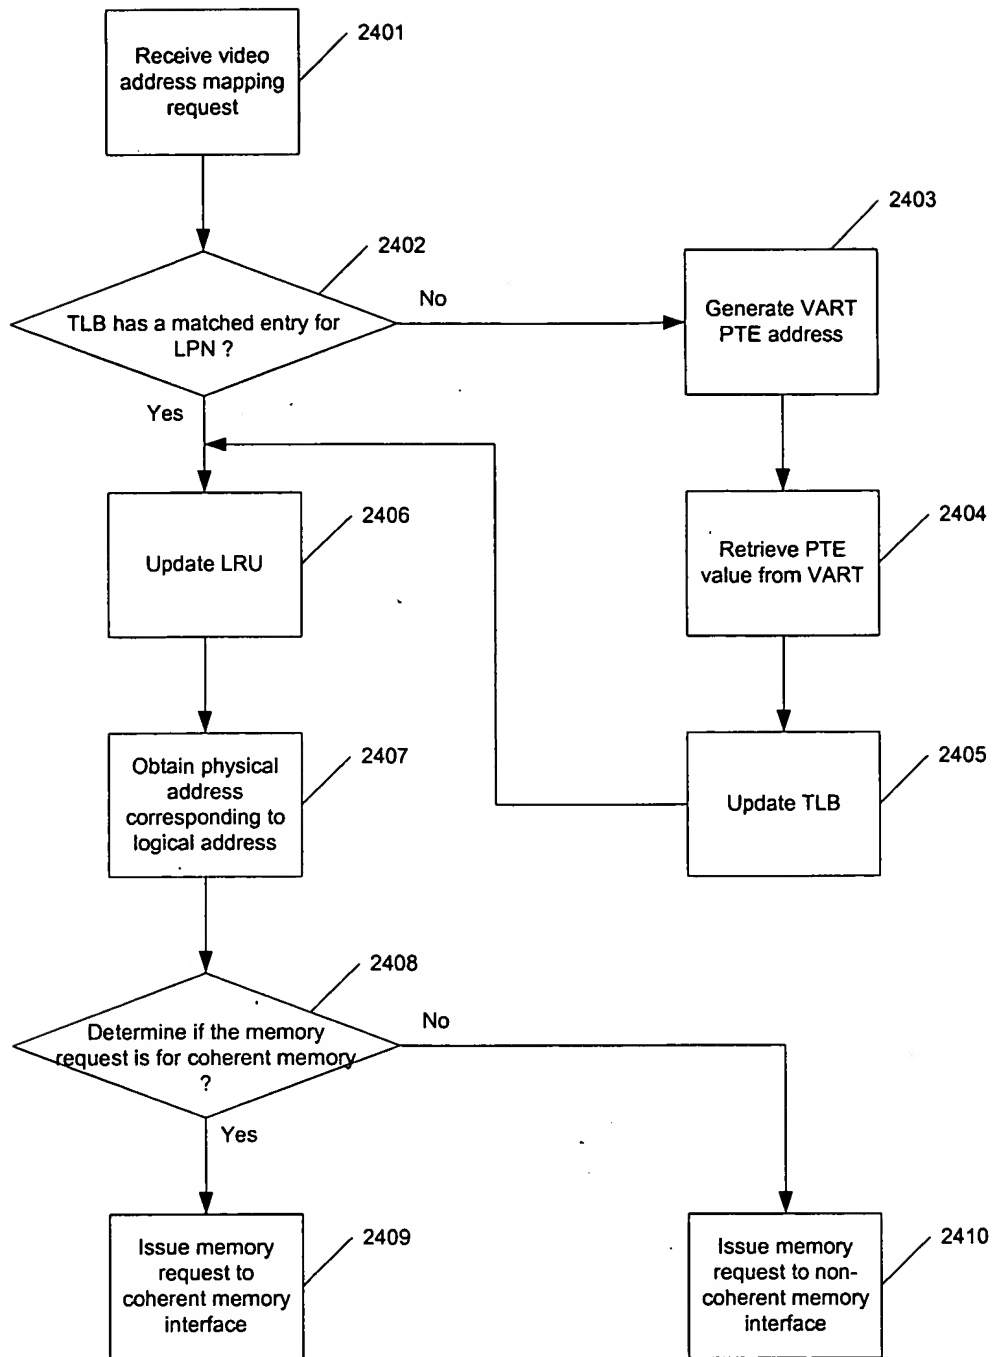 2401
Receive video
address mapping
request
2402
TLB has a matched entry for
LPN ?
No
Yes
2403
Generate VART
PTE address
2404
Retrieve PTE
value from VART
2405
Update TLB
2406
Update LRU
2407
Obtain physical
address
corresponding to
logical address
2408
Determine if the memory
request is for coherent memory
?
No
Yes
2409
Issue memory
request to
coherent memory
interface
2410
Issue memory
request to non-
coherent memory
interface